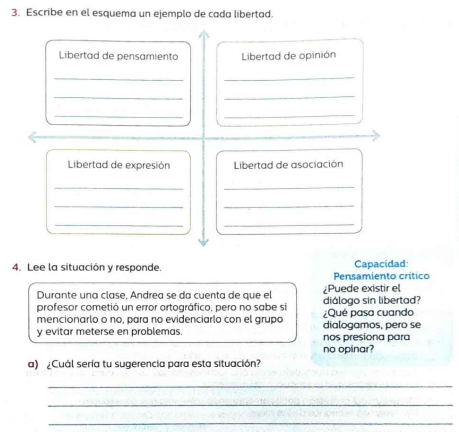 3. Escribe en el esquema un ejemplo de cada libertad.
Libertad de pensamiento
Libertad de opinión
Libertad de expresión
Libertad de asociación
4. Lee la situación y responde.
Durante una clase, Andrea se da cuenta de que el
profesor cometió un error ortográfico, pero no sabe si
mencionarlo o no, para no evidenciarlo con el grupo
y evitar meterse en problemas.
Capacidad:
Pensamiento crítico
¿Puede existir el
diálogo sin libertad?
¿Qué pasa cuando
dialogamos, pero se
nos presiona para
no opinar?
a) ¿Cuál sería tu sugerencia para esta situación?